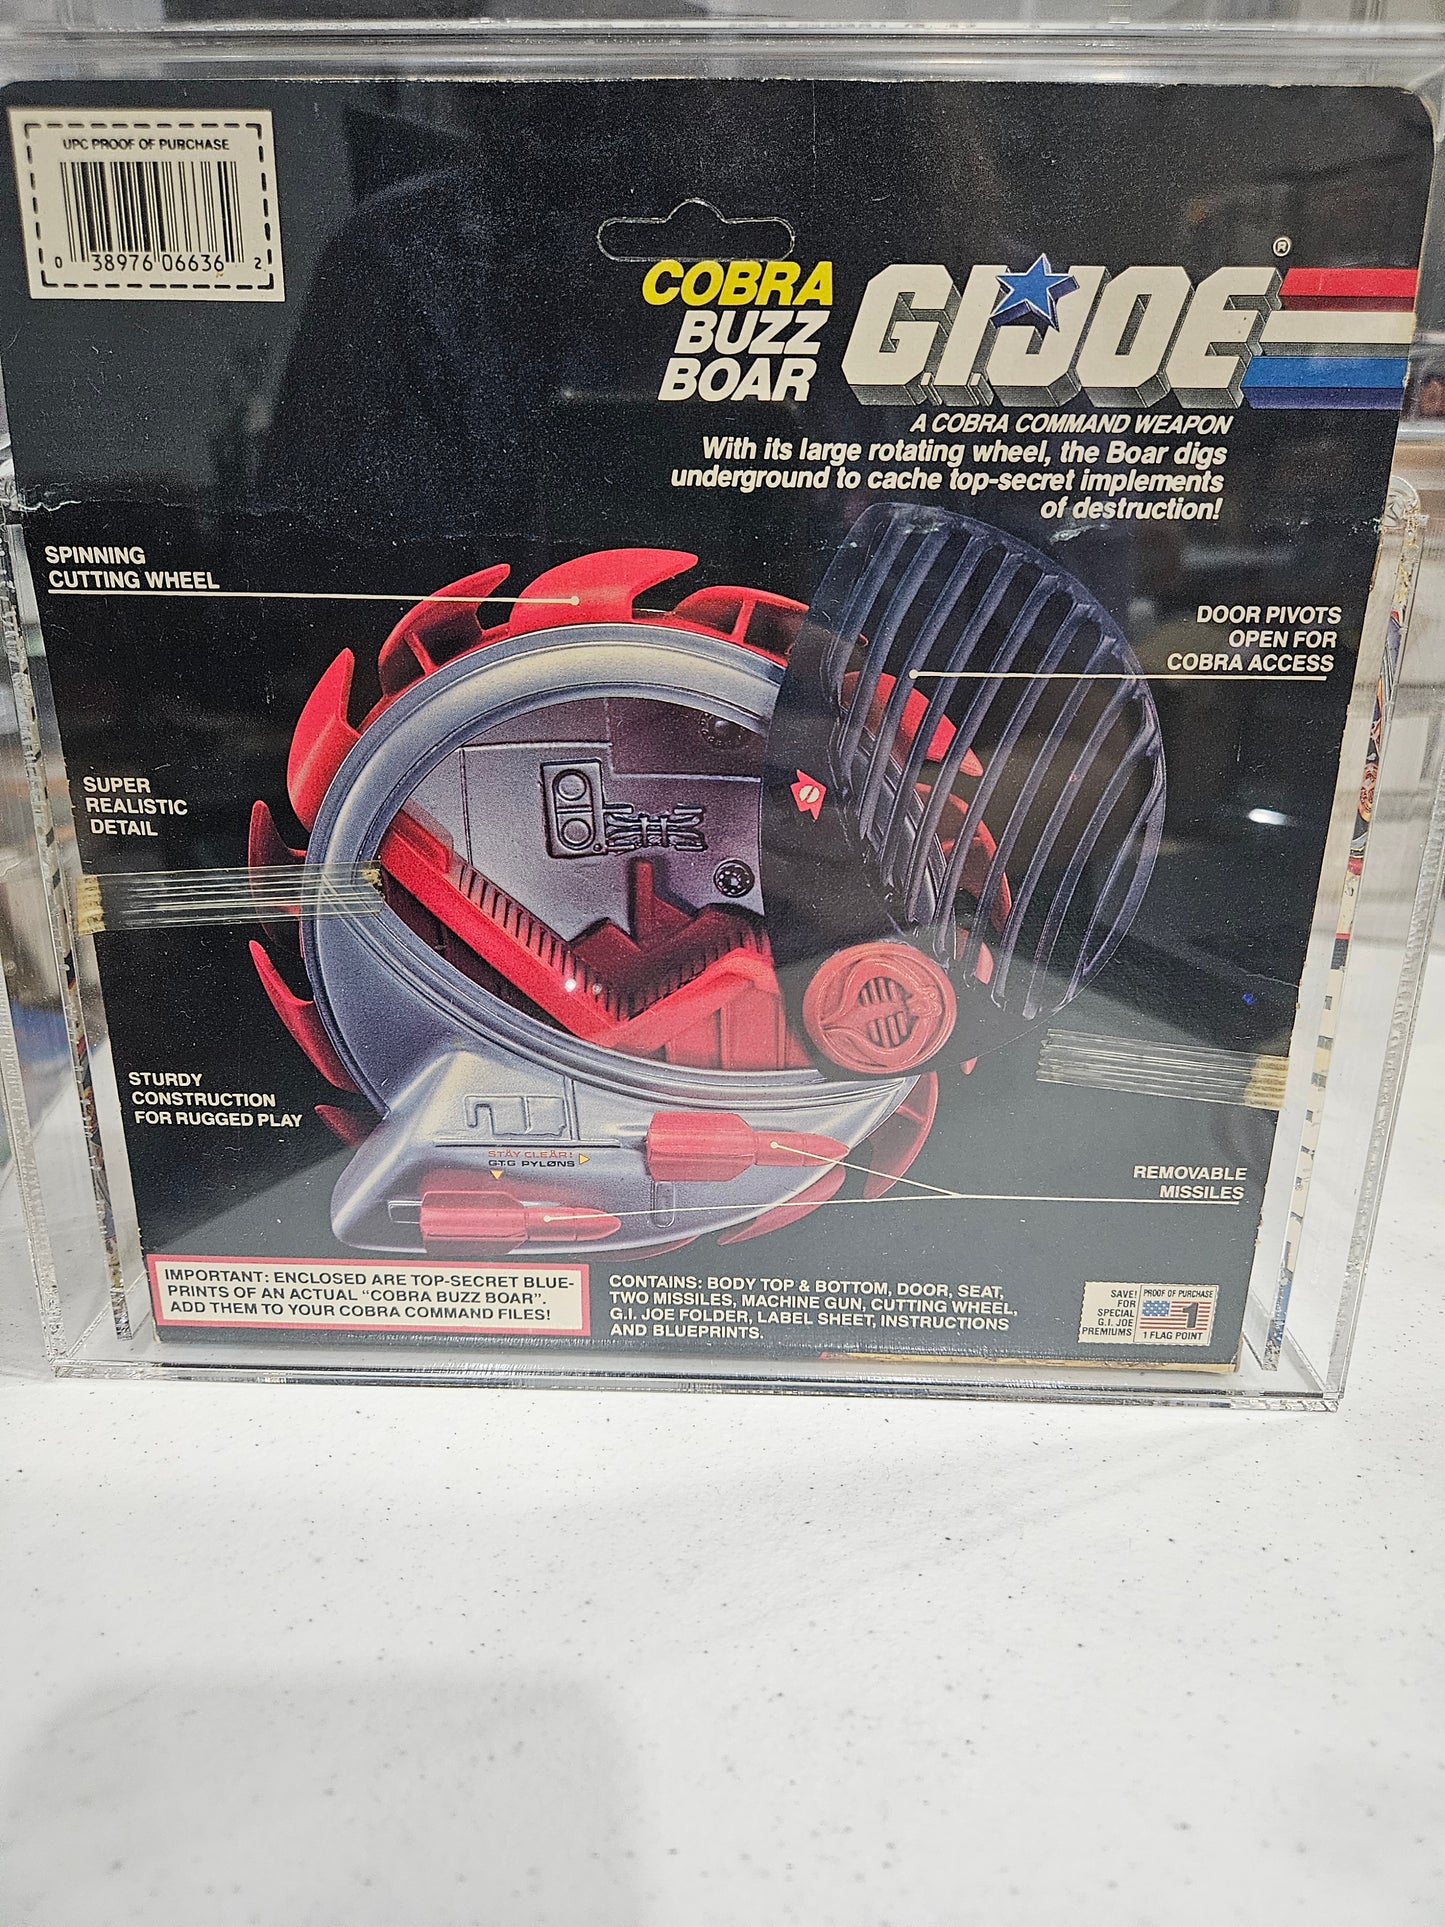 UPC PROOF OF PURCHASE
0 38976 06636 2
COBRA
BUZZ
BOAR
G.I. JOE ®
A COBRA COMMAND WEAPON
With its large rotating wheel, the Boar digs
underground to cache top-secret implements
of destruction!
SPINNING
CUTTING WHEEL
DOOR PIVOTS
OPEN FOR
COBRA ACCESS
SUPER
REALISTIC
DETAIL
STURDY
CONSTRUCTION
FOR RUGGED PLAY
STAY CLEAR!
GTG PYLØNS
REMOVABLE
MISSILES
IMPORTANT: ENCLOSED ARE TOP-SECRET BLUE-
PRINTS OF AN ACTUAL "COBRA BUZZ BOAR".
ADD THEM TO YOUR COBRA COMMAND FILES!
CONTAINS: BODY TOP & BOTTOM, DOOR, SEAT,
TWO MISSILES, MACHINE GUN, CUTTING WHEEL,
G.I. JOE FOLDER, LABEL SHEET, INSTRUCTIONS
AND BLUEPRINTS.
SAVE!
FOR
SPECIAL
G.I. JOE
PREMIUMS
PROOF OF PURCHASE
1
1 FLAG POINT